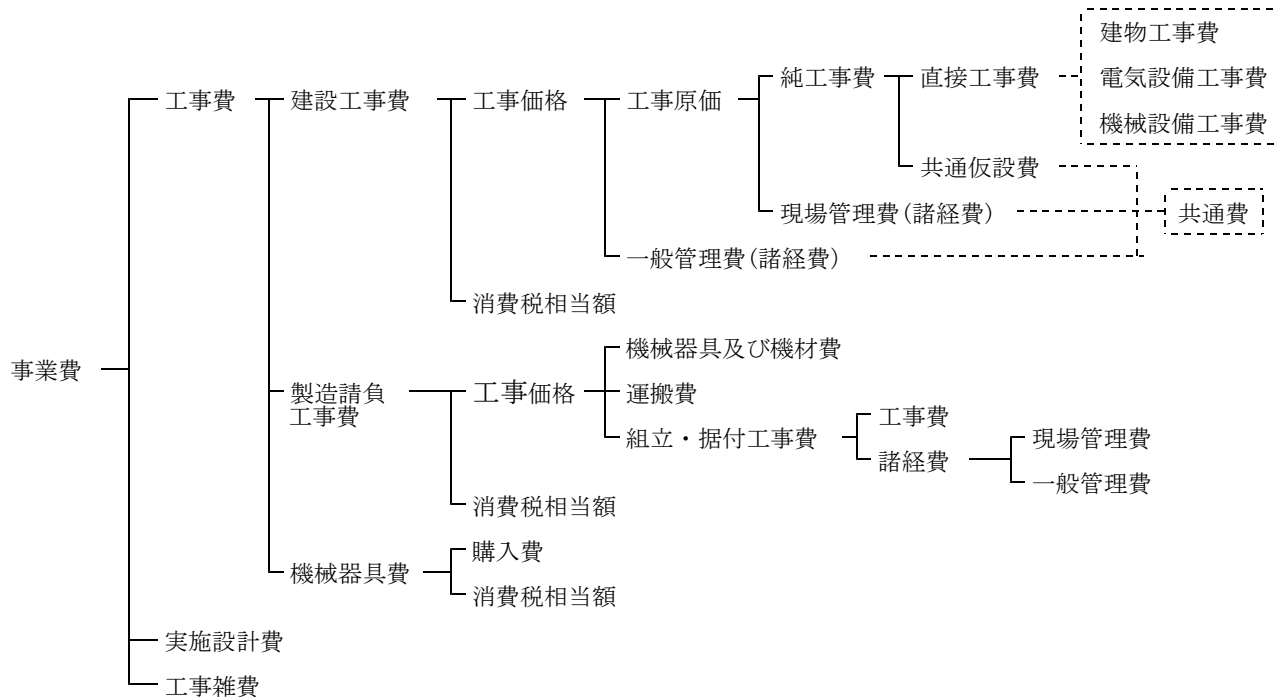 建物工事費
純工事費
直接工事費
電気設備工事費
工事費
建設工事費
工事価格
工事原価
機械設備工事費
共通仮設費
現場管理費(諸経費)
共通費
一般管理費(諸経費)
消費税相当額
機械器具及び機材費
事業費
製造請負
工事費
工事価格
運搬費
工事費
組立・据付工事費
現場管理費
諸経費
一般管理費
消費税相当額
購入費
機械器具費
消費税相当額
実施設計費
工事雑費